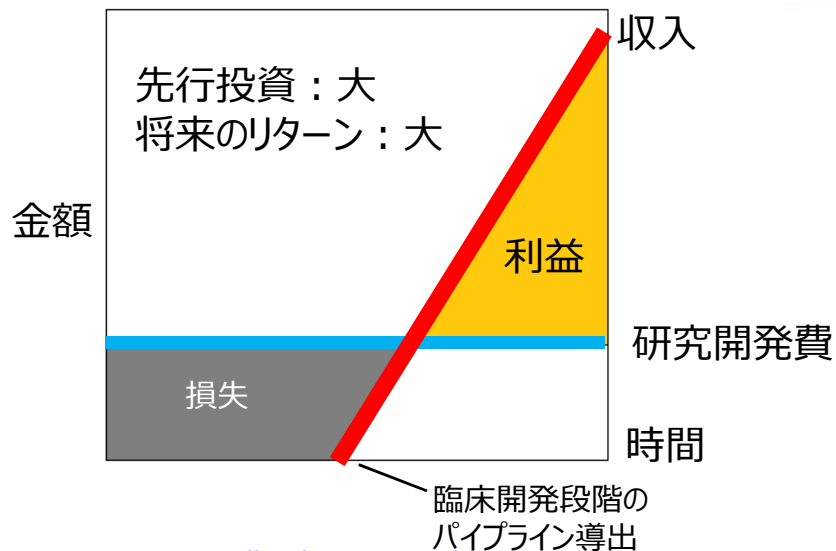 収入
先行投資：大
将来のリターン：大
金額
利益
研究開発費
損失
時間
臨床開発段階の
パイプライン導出